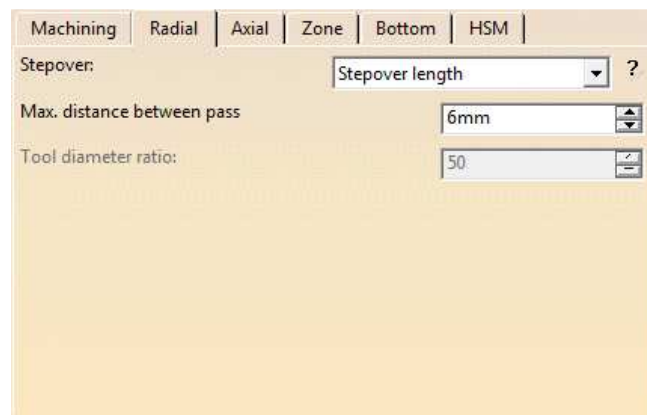 Machining Radial Axial Zone Bottom HSM
Stepover: Stepover length ?
Max. distance between pass 6mm
Tool diameter ratio: 50